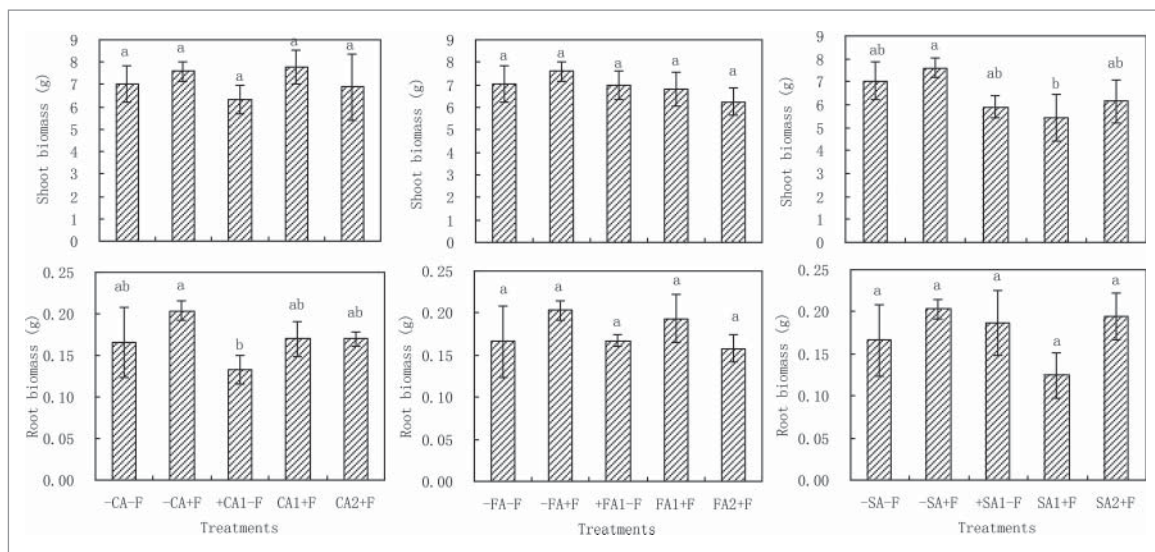 9
8
7
6
5
4
3
2
1
0
Shoot biomass (g)
a a a a a
9
8
7
6
5
4
3
2
1
0
Shoot biomass (g)
a a a a a
9
8
7
6
5
4
3
2
1
0
Shoot biomass (g)
ab a ab b ab
0.25
0.20
0.15
0.10
0.05
0.00
Root biomass (g)
ab a b ab ab
-CA-F -CA+F +CA1-F CA1+F CA2+F
Treatments
0.25
0.20
0.15
0.10
0.05
0.00
Root biomass (g)
a a a a a
-FA-F -FA+F +FA1-F FA1+F FA2+F
Treatments
0.25
0.20
0.15
0.10
0.05
0.00
Root biomass (g)
a a a a a
-SA-F -SA+F +SA1-F SA1+F SA2+F
Treatments